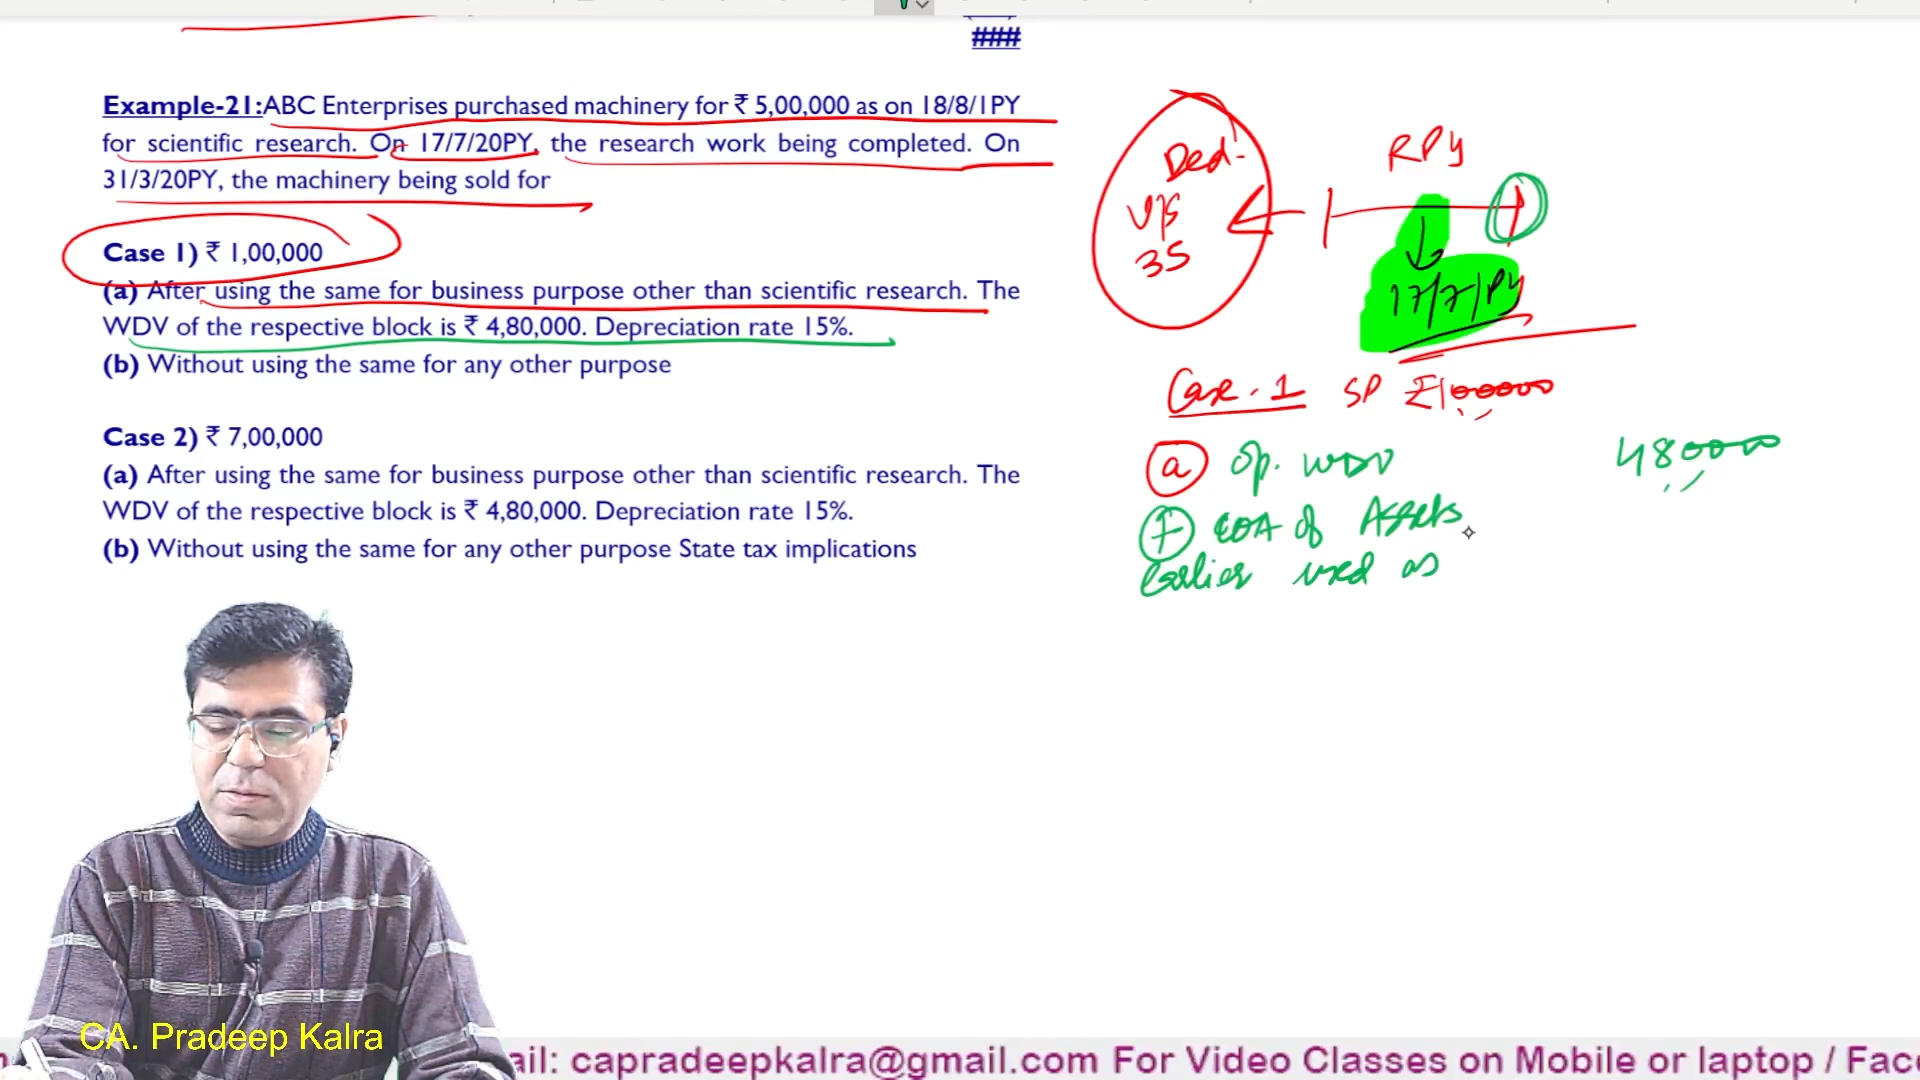 ###
Example-21:ABC Enterprises purchased machinery for ₹ 5,00,000 as on 18/8/1PY
for scientific research. On 17/7/20PY, the research work being completed. On
31/3/20PY, the machinery being sold for
Case 1) ₹ 1,00,000
(a) After using the same for business purpose other than scientific research. The
WDV of the respective block is ₹ 4,80,000. Depreciation rate 15%.
(b) Without using the same for any other purpose
Case 2) ₹ 7,00,000
(a) After using the same for business purpose other than scientific research. The
WDV of the respective block is ₹ 4,80,000. Depreciation rate 15%.
(b) Without using the same for any other purpose State tax implications
RPY
Ded.
U/s
35
17/7/PY
Case. 1 SP ₹100000
a Op. WDV 480000
+ COA of Assets
Earlier used as
CA. Pradeep Kalra
ail: capradeepkalra@gmail.com For Video Classes on Mobile or laptop / Face